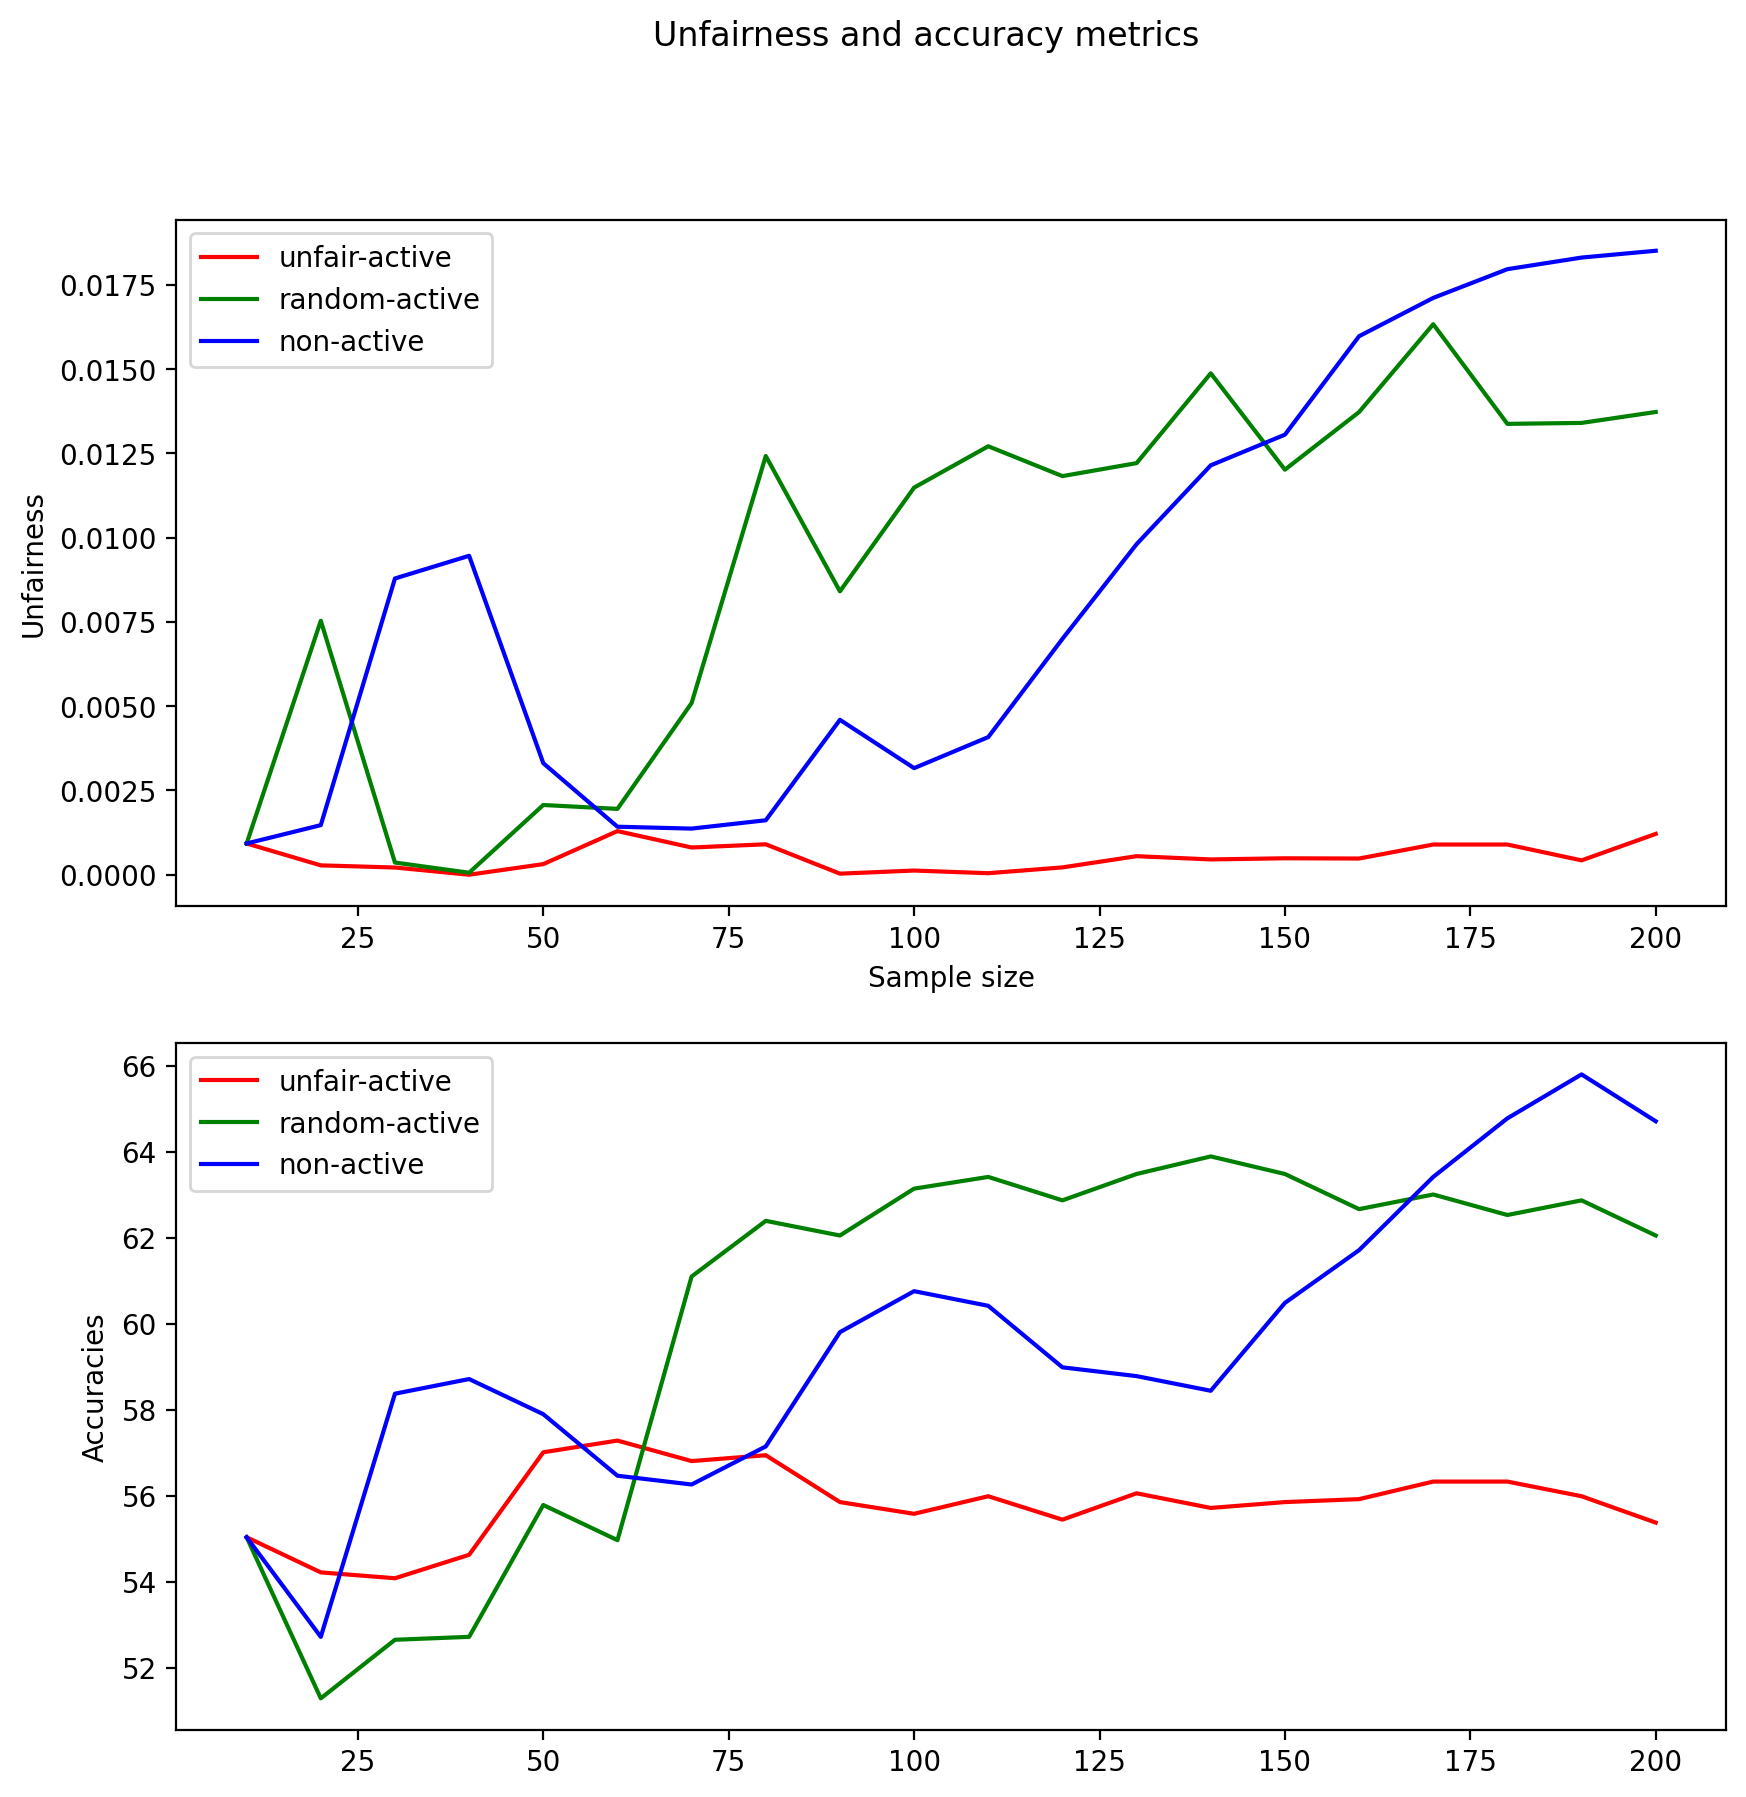 Unfairness and accuracy metrics
unfair-active
random-active
non-active
0.0175
0.0150
0.0125
0.0100
0.0075
0.0050
0.0025
0.0000
Unfairness
25 50 75 100 125 150 175 200
Sample size
unfair-active
random-active
non-active
66
64
62
60
58
56
54
52
Accuracies
25 50 75 100 125 150 175 200